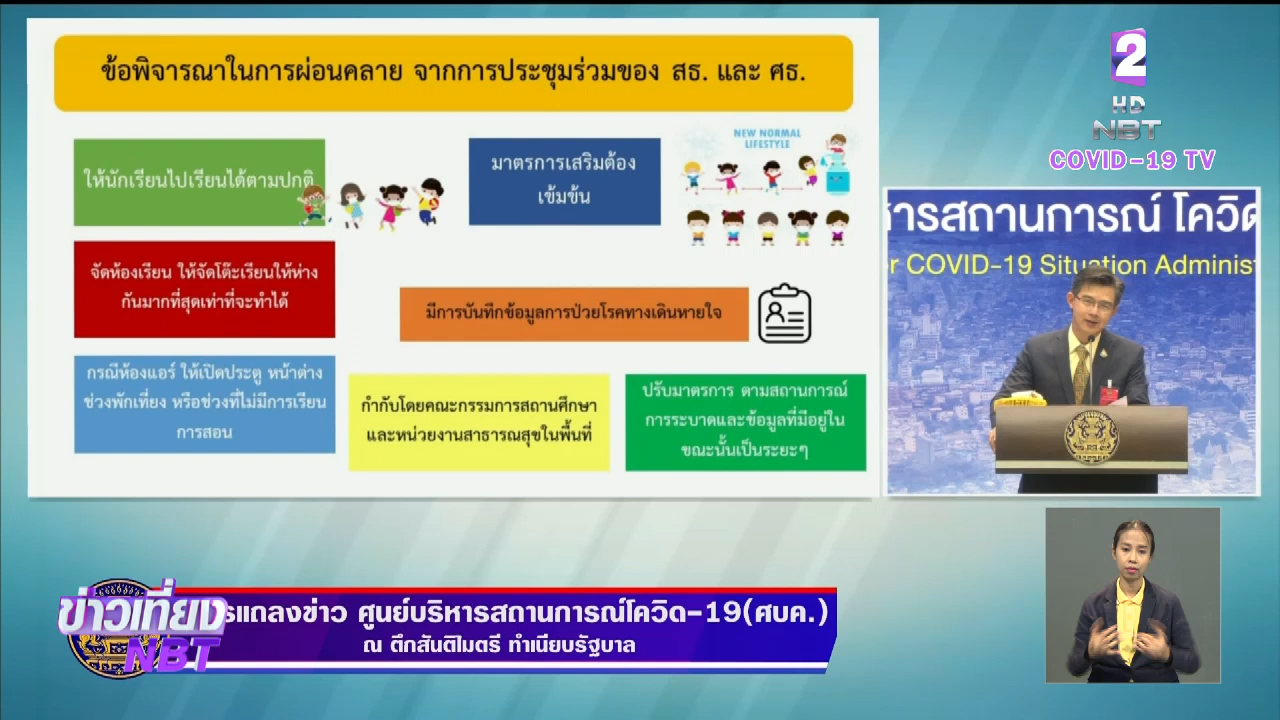 ข้อพิจารณาในการผ่อนคลาย จากการประชุมร่วมของ สธ. และ ศธ.
ให้นักเรียนไปเรียนได้ตามปกติ
มาตรการเสริมต้อง
เข้มข้น
NEW NORMAL
LIFESTYLE
จัดห้องเรียน ให้จัดโต๊ะเรียนให้ห่าง
กันมากที่สุดเท่าที่จะทำได้
มีการบันทึกข้อมูลการป่วยโรคทางเดินหายใจ
กรณีห้องแอร์ ให้เปิดประตู หน้าต่าง
ช่วงพักเที่ยง หรือช่วงที่ไม่มีการเรียน
การสอน
กำกับโดยคณะกรรมการสถานศึกษา
และหน่วยงานสาธารณสุขในพื้นที่
ปรับมาตรการ ตามสถานการณ์
การระบาดและข้อมูลที่มีอยู่ใน
ขณะนั้นเป็นระยะๆ
2
HD
NBT
COVID-19 TV
หารสถานการณ์ โควิด
r COVID-19 Situation Administ
ข่าวเที่ยง
NBT
รแถลงข่าว ศูนย์บริหารสถานการณ์โควิด-19(ศบค.)
ณ ตึกสันติไมตรี ทำเนียบรัฐบาล